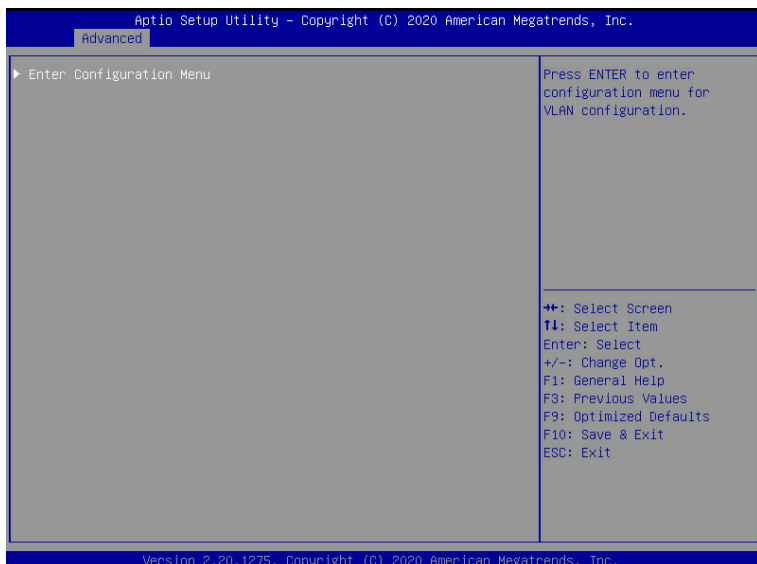 Aptio Setup Utility – Copyright (C) 2020 American Megatrends, Inc.
Advanced
▶ Enter Configuration Menu
Press ENTER to enter
configuration menu for
VLAN configuration.
→←: Select Screen
↑↓: Select Item
Enter: Select
+/-: Change Opt.
F1: General Help
F3: Previous Values
F9: Optimized Defaults
F10: Save & Exit
ESC: Exit
Version 2.20.1275. Copyright (C) 2020 American Megatrends, Inc.